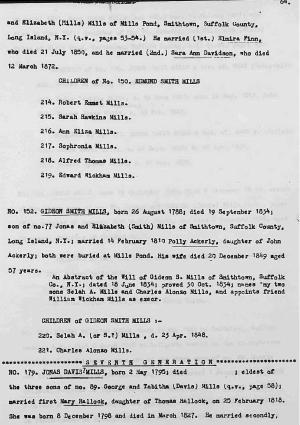 64.
and Elizabeth (Mills) Mills of Mills Pond, Smithtown, Suffolk County,
Long Island, N.Y. (q.v., pages 53-54.) He married (1st.) Elmira Finn,
who died 21 July 1850, and he married (2nd.) Sara Ann Davidson, who died
12 March 1872.
CHILDREN of No. 150. EDMUND SMITH MILLS
214. Robert Emmet Mills.
215. Sarah Hawkins Mills.
216. Ann Eliza Mills.
217. Sophronia Mills.
218. Alfred Thomas Mills.
219. Edward Wickham Mills.
NO. 152. GIDEON SMITH MILLS, born 26 August 1788; died 19 September 1834;
son of no.77 Jonas and Elizabeth (Smith) Mills of Smithtown, Suffolk County,
Long Island, N.Y.; married 14 February 1810 Polly Ackerly, daughter of John
Ackerly; both were buried at Mills Pond. His wife died 20 December 1849 aged
57 years.
An Abstract of the Will of Gideon S. Mills of Smithtown, Suffolk
Co., N.Y.; dated 18 June 1834; proved 30 Oct. 1834; names "my two
sons Selah A. Mills and Charles Alonzo Mills, and appoints friend
William Wickham Mills as execr.
CHILDREN of GIDEON SMITH MILLS :-
220. Selah A. (or S.?) Mills, d. 23 Apr. 1848.
221. Charles Alonzo Mills.
SEVENTH GENERATION
NO. 179. JONAS DAVIS MILLS, born 2 May 1795; died ; eldest of
the three sons of no. 89. George and Tabitha (Davis) Mills (q.v., page 58);
married first Mary Hallock, daughter of Thomas Hallock, on 25 February 1818.
She was born 8 December 1798 and died in March 1827. He married secondly,